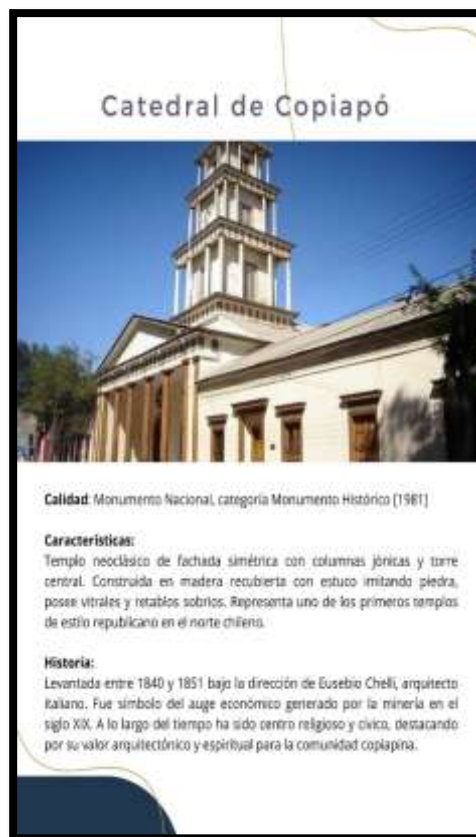 Catedral de Copiapó
Calidad: Monumento Nacional, categoría Monumento Histórico [1981]
Características:
Templo neoclásico de fachada simétrica con columnas jónicas y torre
central. Construida en madera recubierta con estuco imitando piedra,
posee vitrales y retablos sobrios. Representa uno de los primeros templos
de estilo republicano en el norte chileno.
Historia:
Levantada entre 1840 y 1851 bajo la dirección de Eusebio Chelli, arquitecto
italiano. Fue símbolo del auge económico generado por la minería en el
siglo XIX. A lo largo del tiempo ha sido centro religioso y cívico, destacando
por su valor arquitectónico y espiritual para la comunidad copiapina.